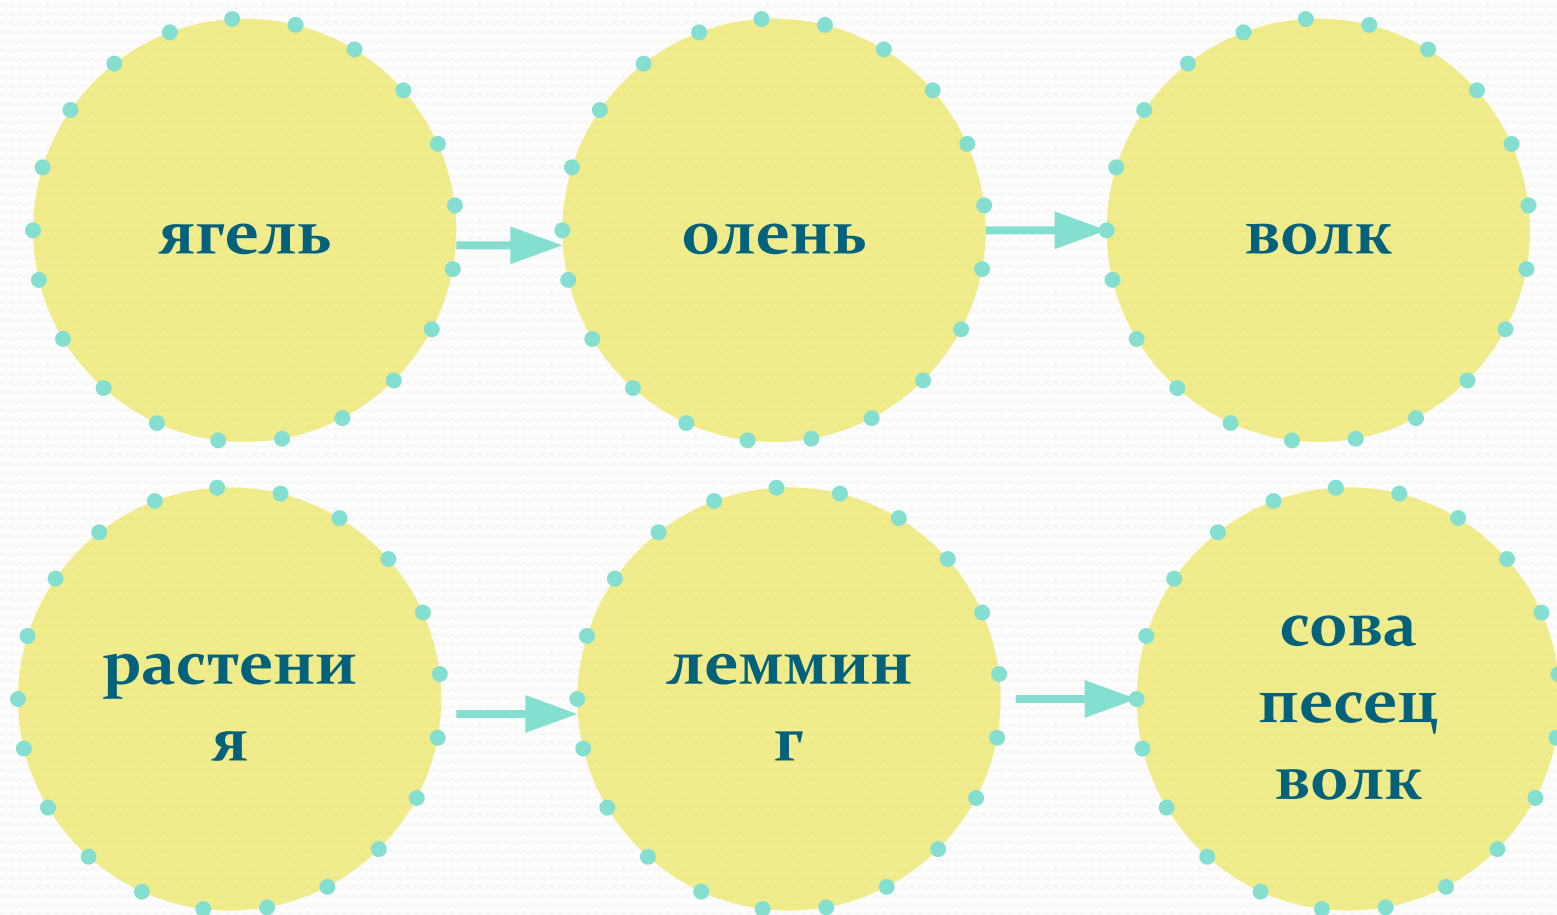 ягель
олень
волк
растени
я
леммин
г
сова
песец
волк